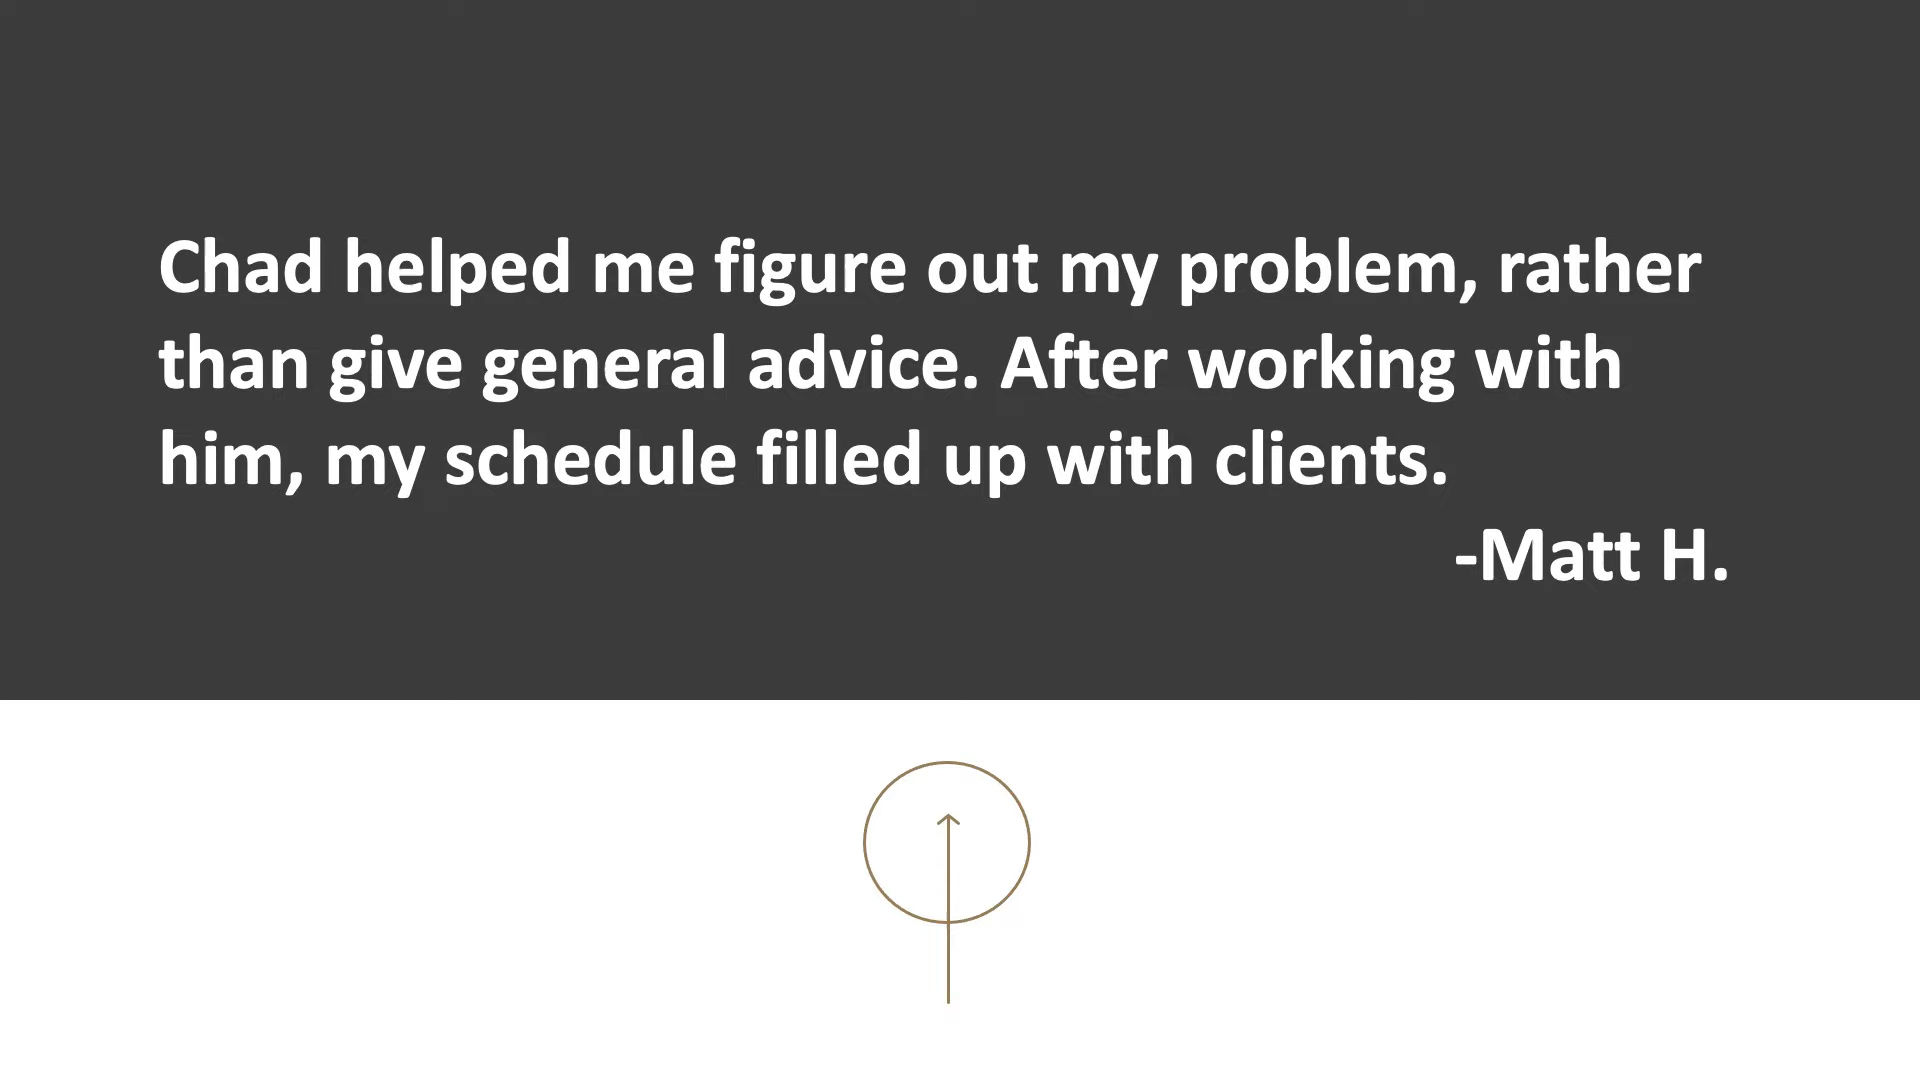 Chad helped me figure out my problem, rather
than give general advice. After working with
him, my schedule filled up with clients.
-Matt H.